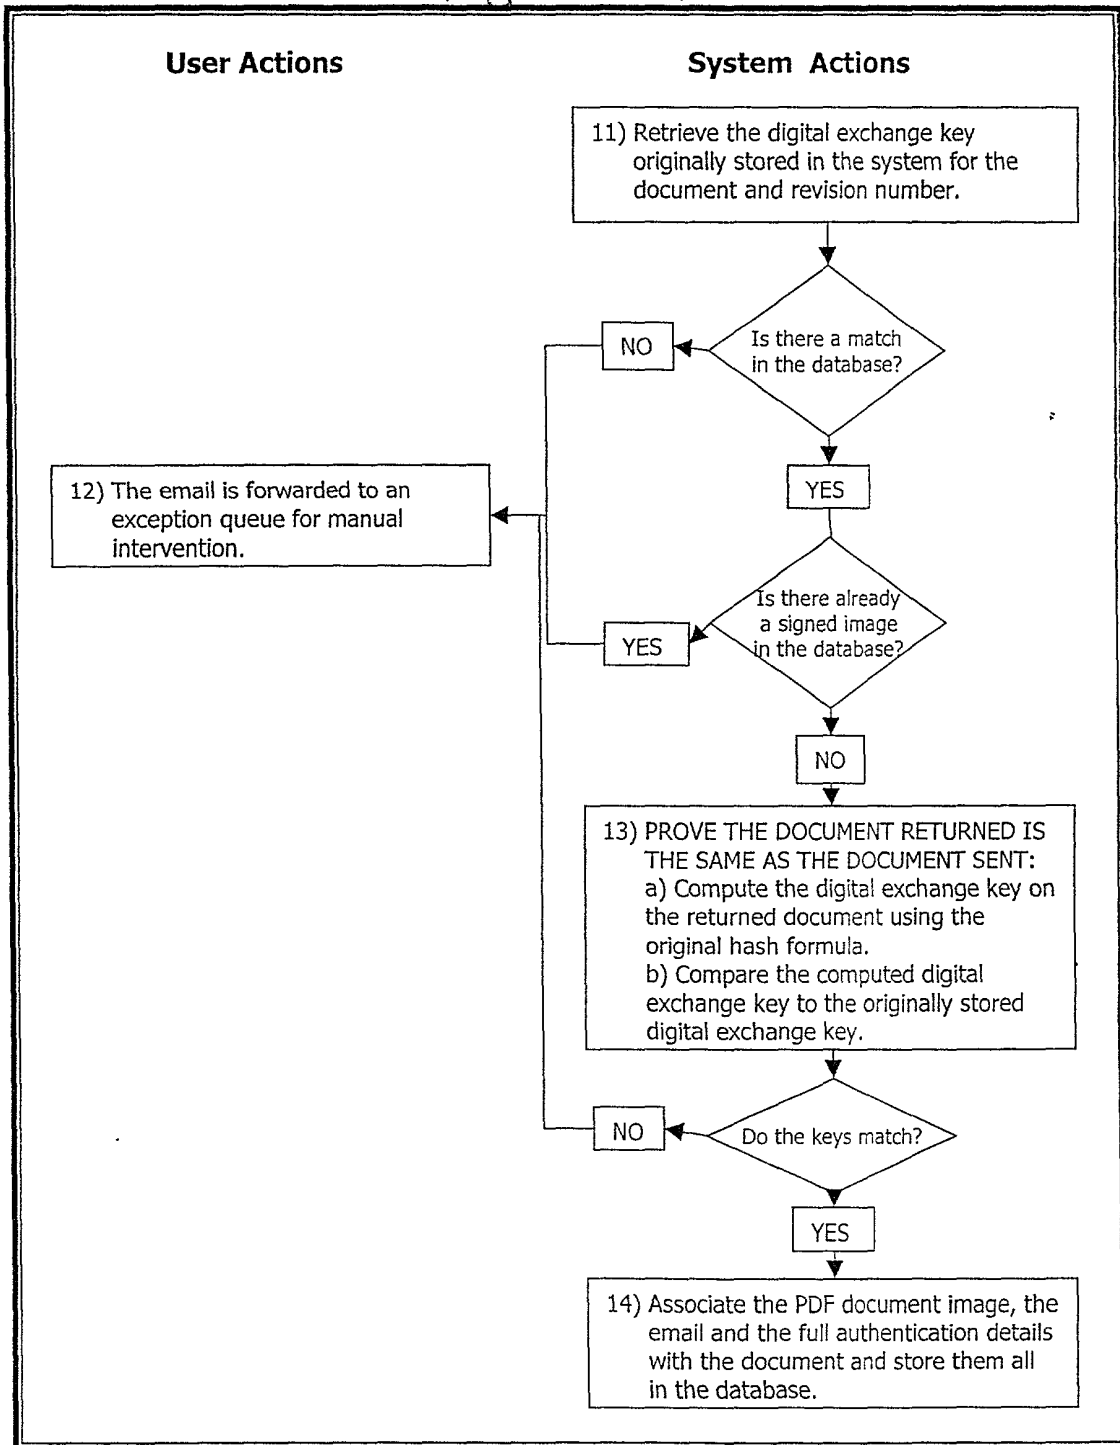 User Actions
System Actions
11) Retrieve the digital exchange key
originally stored in the system for the
document and revision number.
Is there a match
in the database?
NO
YES
12) The email is forwarded to an
exception queue for manual
intervention.
Is there already
a signed image
in the database?
YES
NO
13) PROVE THE DOCUMENT RETURNED IS
THE SAME AS THE DOCUMENT SENT:
a) Compute the digital exchange key on
the returned document using the
original hash formula.
b) Compare the computed digital
exchange key to the originally stored
digital exchange key.
Do the keys match?
NO
YES
14) Associate the PDF document image, the
email and the full authentication details
with the document and store them all
in the database.